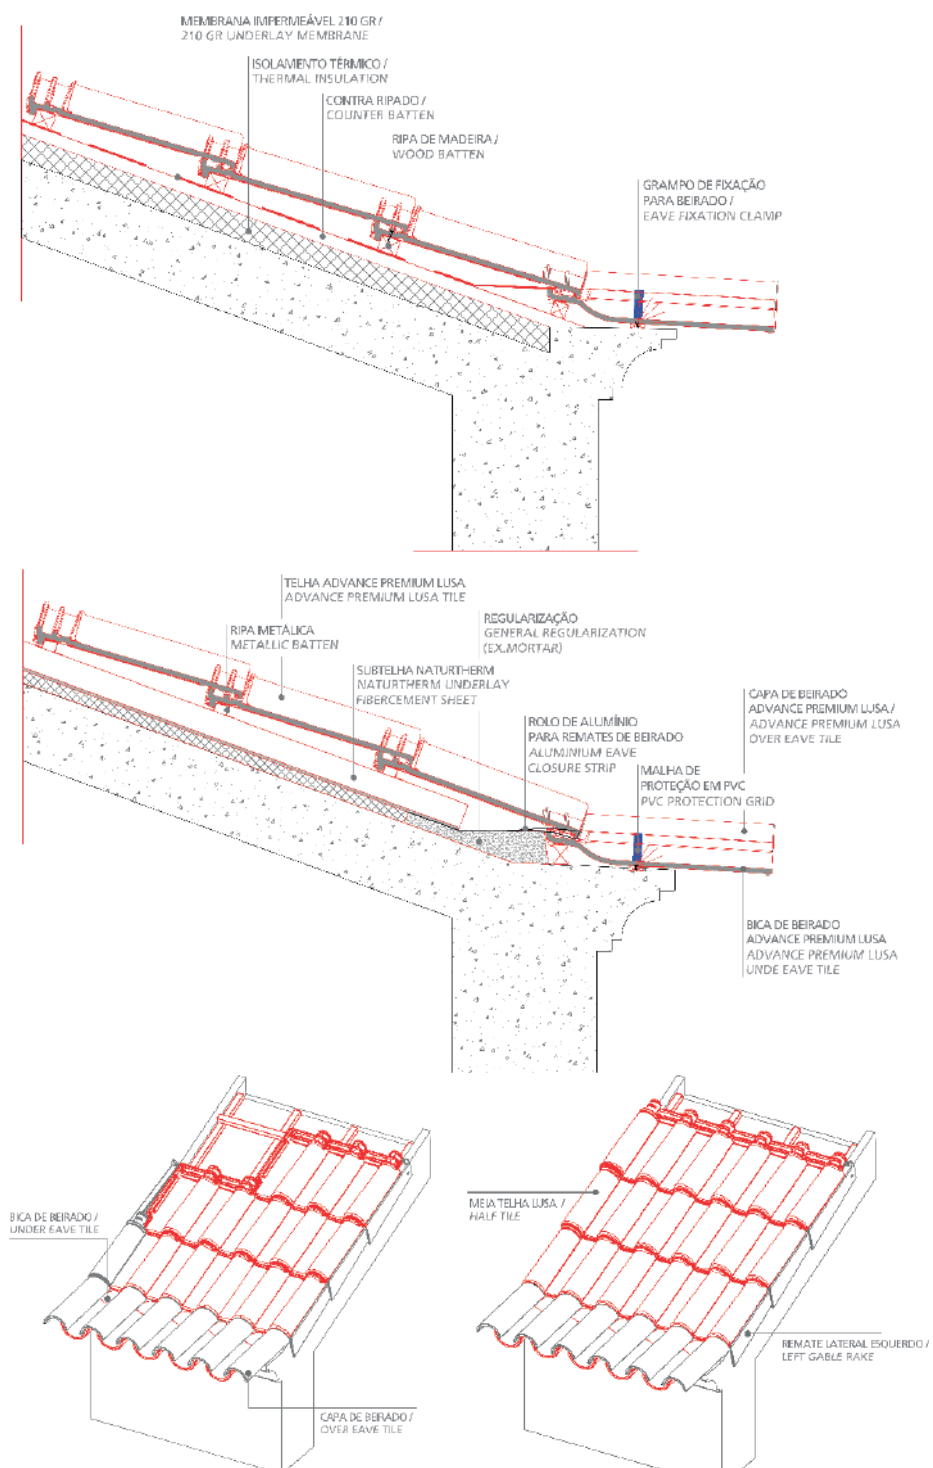 MEMBRANA IMPERMEÁVEL 210 GR /
210 GR UNDERLAY MEMBRANE
ISOLAMENTO TÉRMICO /
THERMAL INSULATION
CONTRA RIPADO /
COUNTER BATTEN
RIPA DE MADEIRA /
WOOD BATTEN
GRAMPO DE FIXAÇÃO
PARA BEIRADO /
EAVE FIXATION CLAMP
TELHA ADVANCE PREMIUM LUSA
ADVANCE PREMIUM LUSA TILE
RIPA METÁLICA
METALLIC BATTEN
REGULARIZAÇÃO
GENERAL REGULARIZATION
(EX.MORTAR)
SUBTELHA NATURTHERM
NATURTHERM UNDERLAY
FIBERCEMENT SHEET
ROLO DE ALUMÍNIO
PARA REMATES DE BEIRADO
ALUMINIUM EAVE
CLOSURE STRIP
CAPA DE BEIRADO
ADVANCE PREMIUM LUSA /
ADVANCE PREMIUM LUSA
OVER EAVE TILE
MALHA DE
PROTEÇÃO EM PVC
PVC PROTECTION GRID
BICA DE BEIRADO
ADVANCE PREMIUM LUSA
ADVANCE PREMIUM LUSA
UNDE EAVE TILE
BICA DE BEIRADO /
UNDER EAVE TILE
CAPA DE BEIRADO /
OVER EAVE TILE
MEIA TELHA LUSA /
HALF TILE
REMATE LATERAL ESQUERDO /
LEFT GABLE RAKE